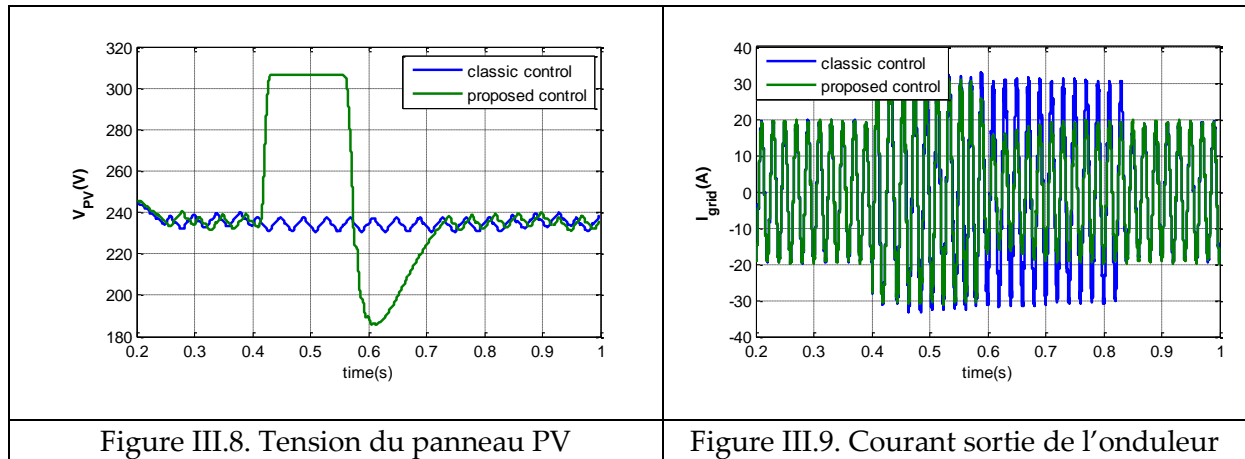 320
300
280
260
240
220
200
180
V_PV(V)
classic control
proposed control
0.2 0.3 0.4 0.5 0.6 0.7 0.8 0.9 1
time(s)
40
30
20
10
0
-10
-20
-30
-40
I_grid(A)
classic control
proposed control
0.2 0.3 0.4 0.5 0.6 0.7 0.8 0.9 1
time(s)
Figure III.8. Tension du panneau PV
Figure III.9. Courant sortie de l’onduleur